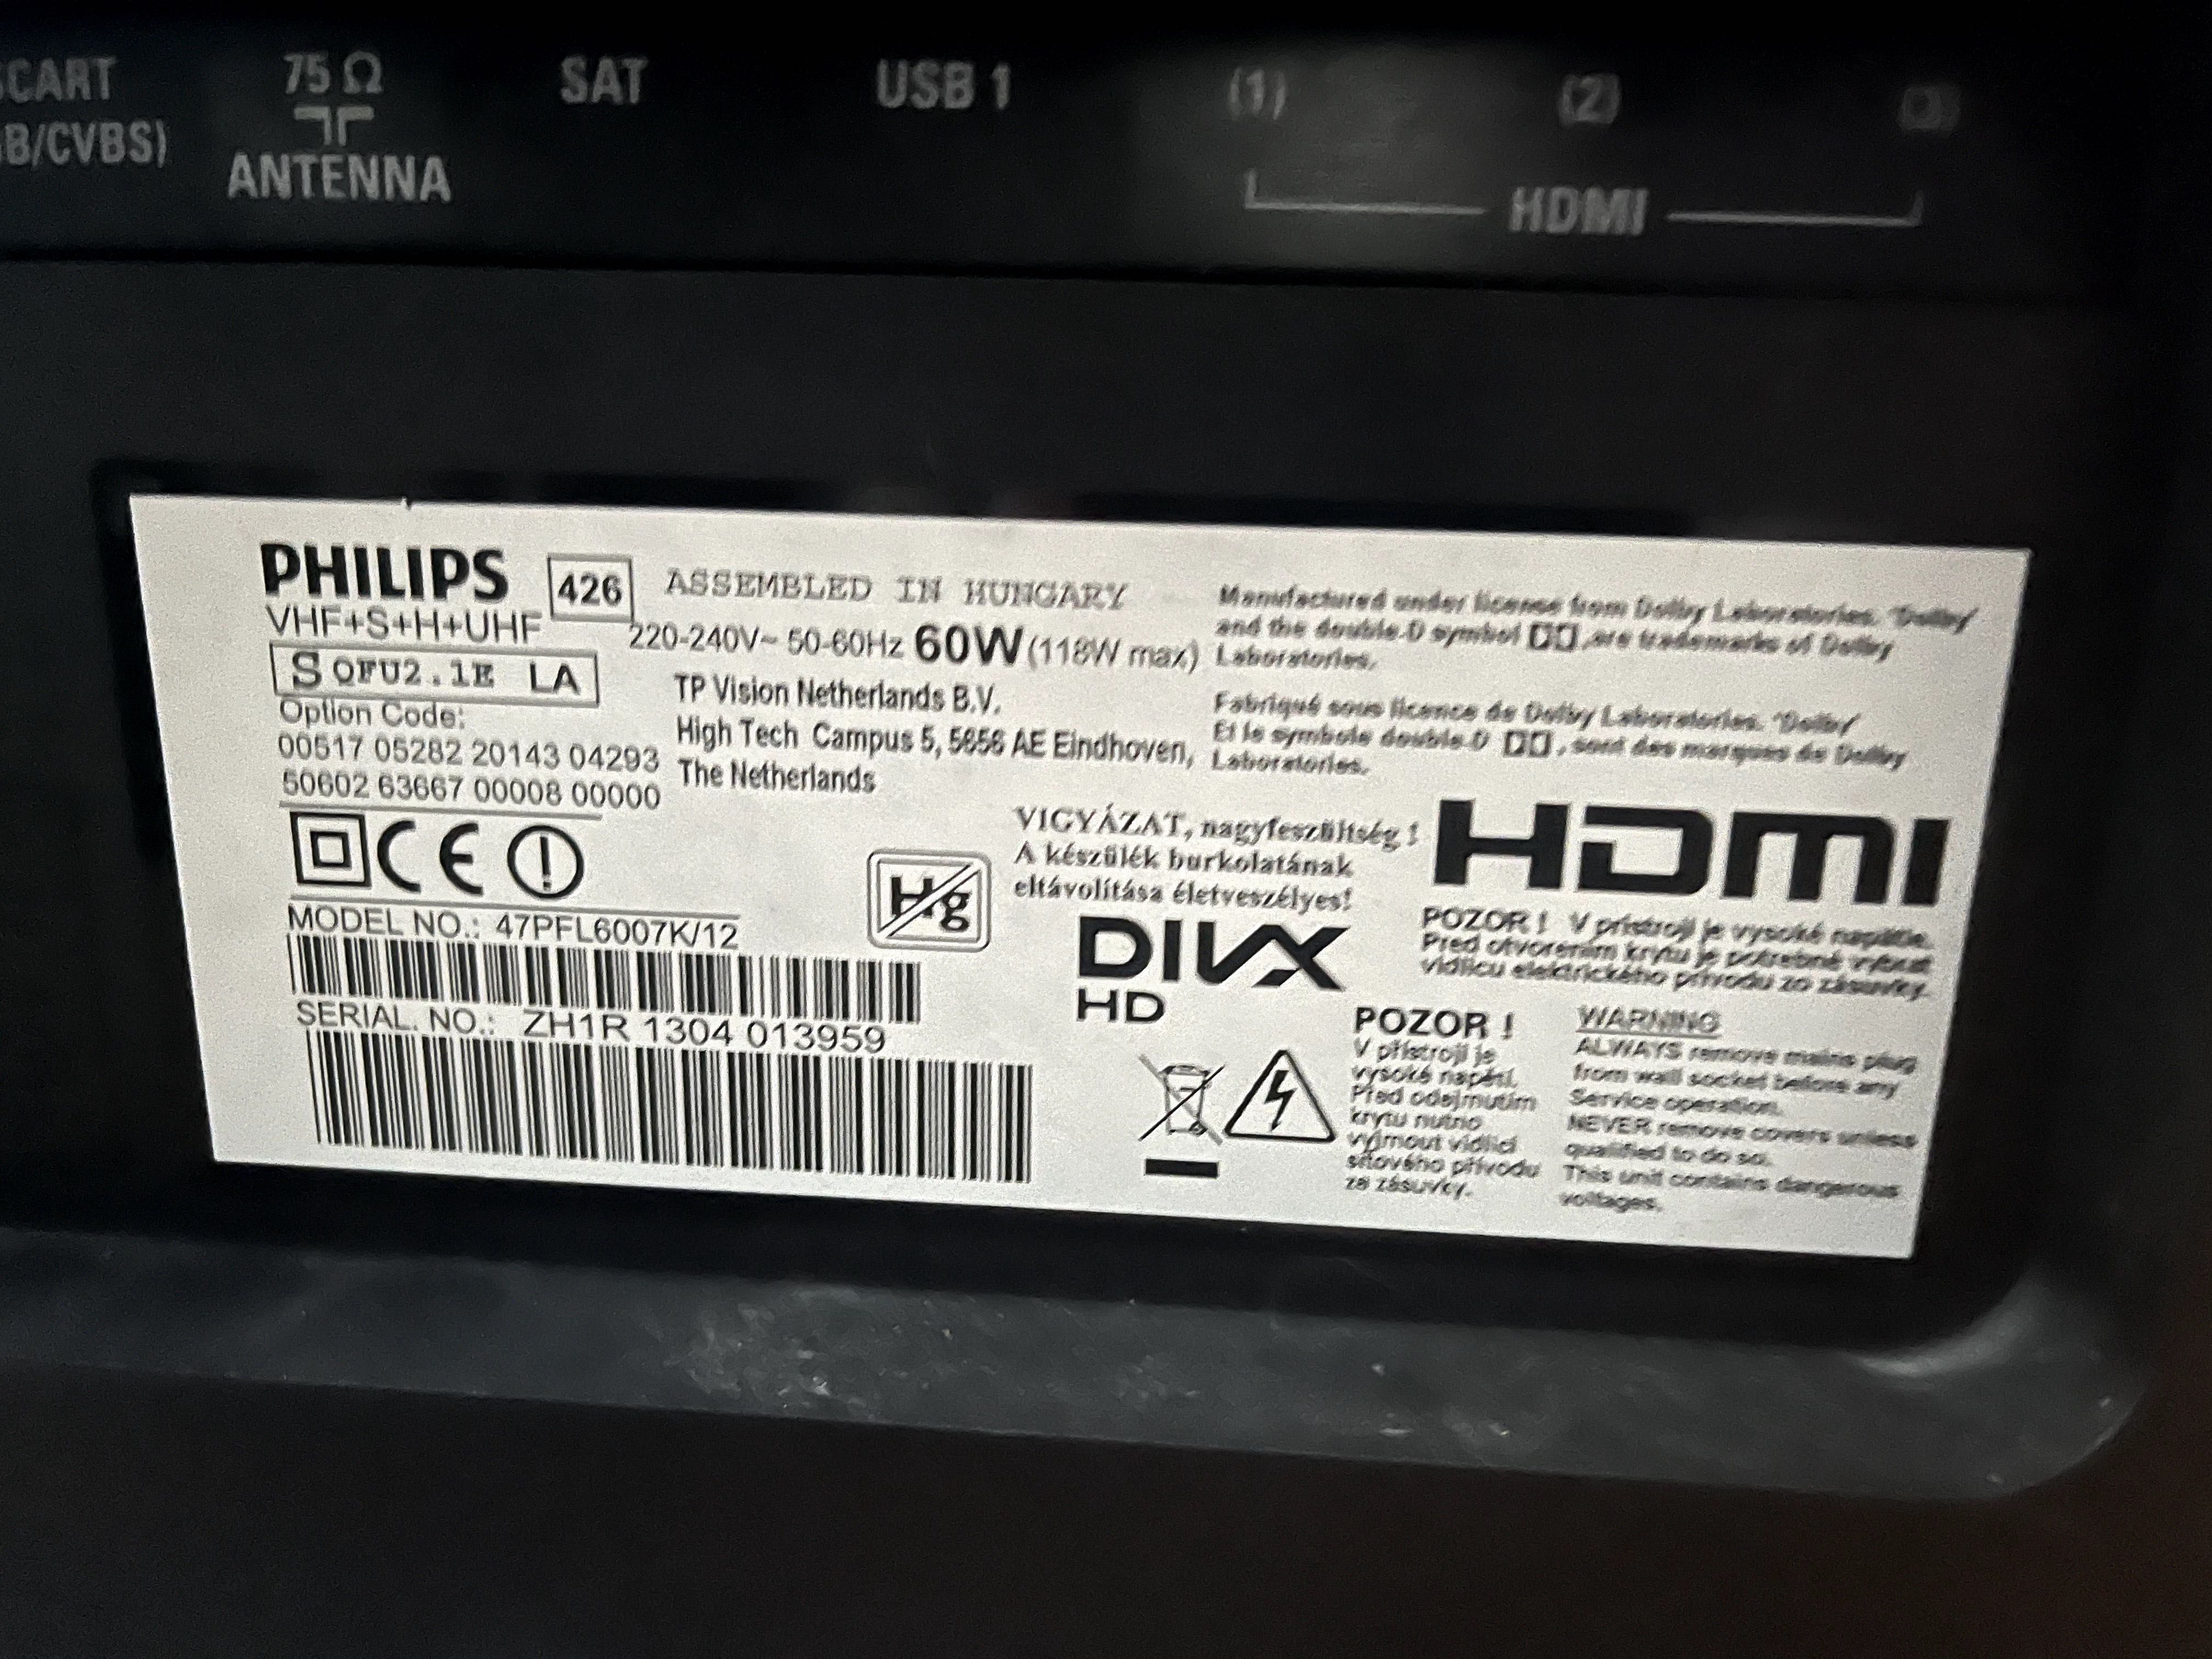 SCART
75 Ω
SAT
USB 1
(1)
(2)
(3)
B/CVBS)
ANTENNA
HDMI
PHILIPS
426
ASSEMBLED IN HUNGARY
VHF+S+H+UHF
220-240V~ 50-60Hz 60W (118W max)
S QFU2.1E LA
TP Vision Netherlands B.V.
High Tech Campus 5, 5656 AE Eindhoven,
The Netherlands
Option Code:
00517 05282 20143 04293
50602 63667 00008 00000
Manufactured under license from Dolby Laboratories. "Dolby
and the double-D symbol are trademarks of Dolby
Laboratories.
Fabriqué sous licence de Dolby Laboratories. "Dolby
Et le symbole double-D , sont des marques de Dolby
Laboratories.
CE
Hg
VIGYÁZAT, nagyfeszültség !
A készülék burkolatának
eltávolítása életveszélyes!
HDMI
MODEL NO.: 47PFL6007K/12
SERIAL. NO.: ZH1R 1304 013959
DIVX
HD
POZOR ! V prístroji je vysoké napätie.
Pred otvorením krytu je potrebné vybrať
vidlicu elektrického prívodu zo zásuvky.
POZOR !
V přístroji je
vysoké napětí.
Před odejmutím
krytu nutno
vyjmout vidlici
síťového přívodu
ze zásuvky.
WARNING
ALWAYS remove mains plug
from wall socket before any
Service operation.
NEVER remove covers unless
qualified to do so.
This unit contains dangerous
voltages.